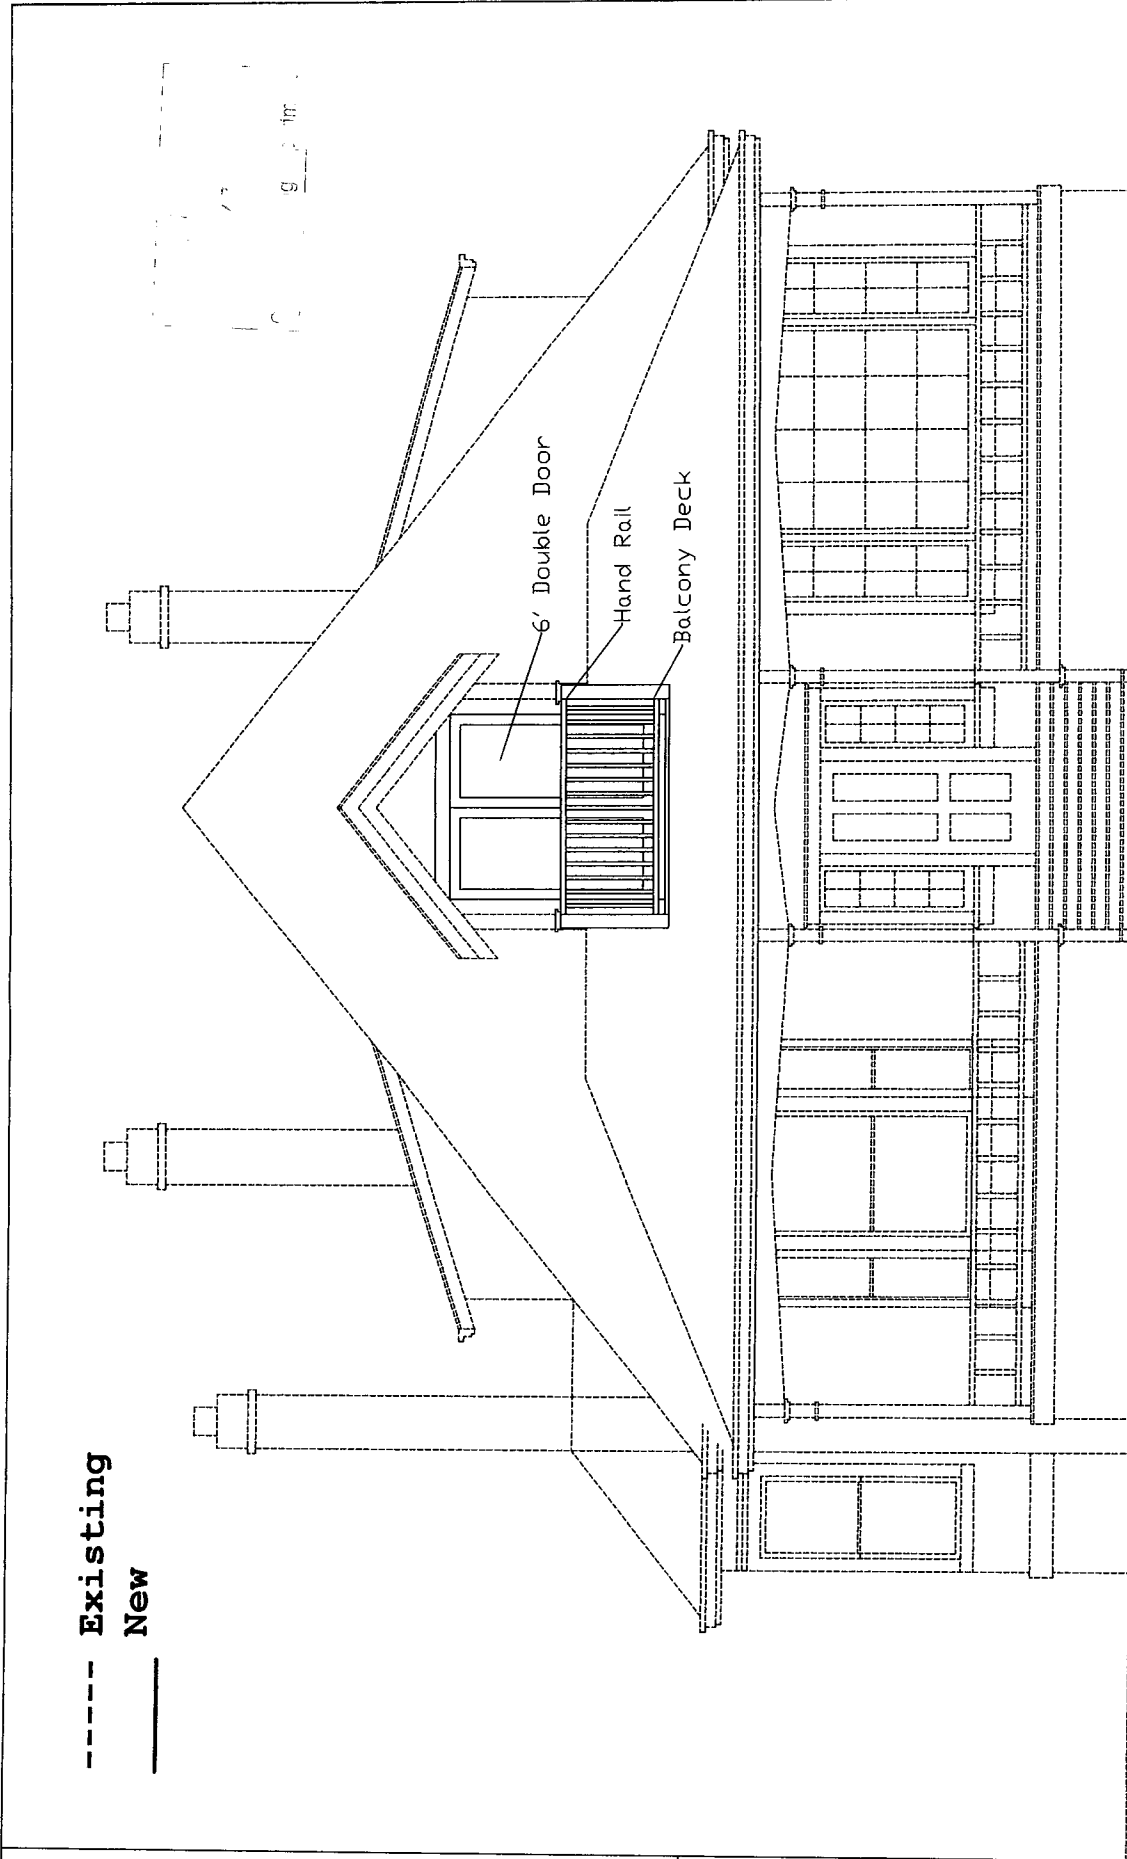 ----- Existing
New
6' Double Door
Hand Rail
Balcony Deck